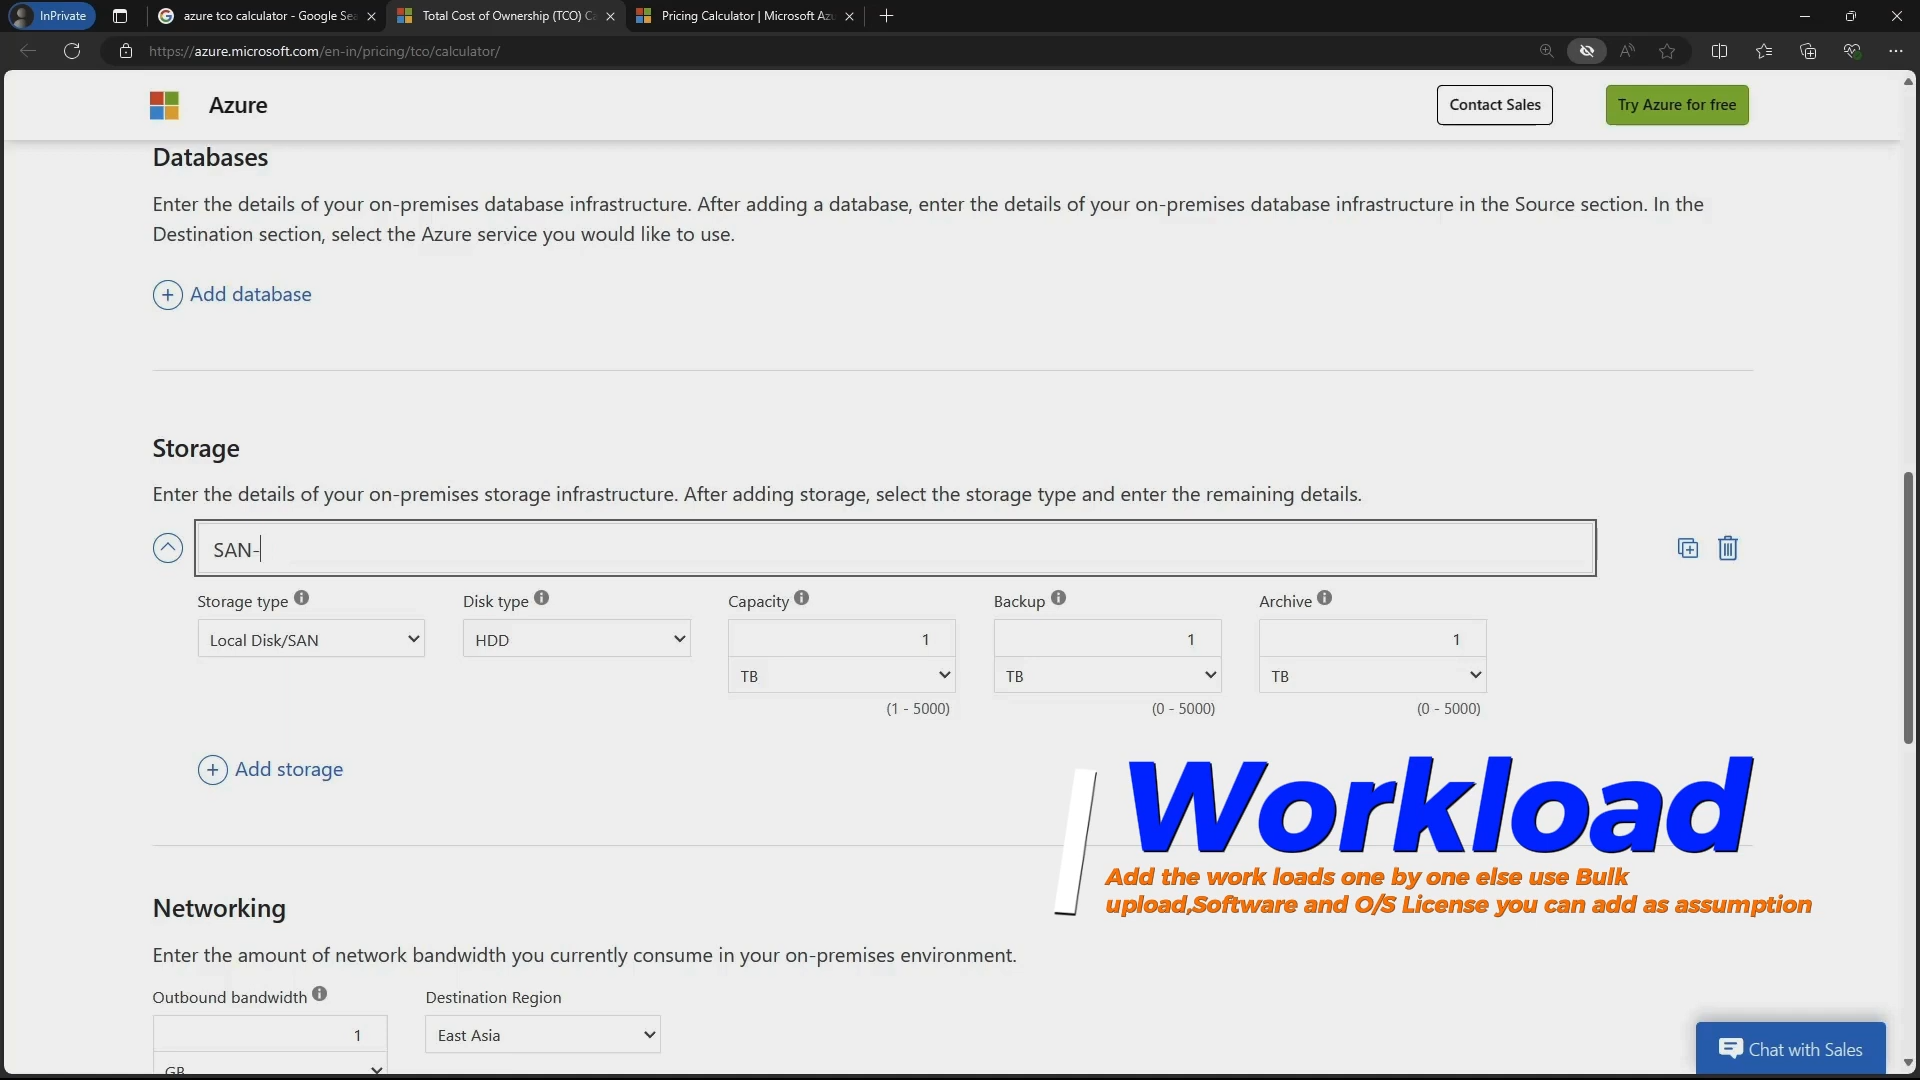 InPrivate
azure tco calculator - Google Se
Total Cost of Ownership (TCO) C
Pricing Calculator | Microsoft Az
https://azure.microsoft.com/en-in/pricing/tco/calculator/
Azure
Contact Sales
Try Azure for free
Databases
Enter the details of your on-premises database infrastructure. After adding a database, enter the details of your on-premises database infrastructure in the Source section. In the
Destination section, select the Azure service you would like to use.
Add database
Storage
Enter the details of your on-premises storage infrastructure. After adding storage, select the storage type and enter the remaining details.
SAN-
Storage type
Disk type
Capacity
Backup
Archive
Local Disk/SAN
HDD
1
1
1
TB
TB
TB
(1 - 5000)
(0 - 5000)
(0 - 5000)
Add storage
Workload
Add the work loads one by one else use Bulk
upload,Software and O/S License you can add as assumption
Networking
Enter the amount of network bandwidth you currently consume in your on-premises environment.
Outbound bandwidth
Destination Region
1
East Asia
GB
Chat with Sales